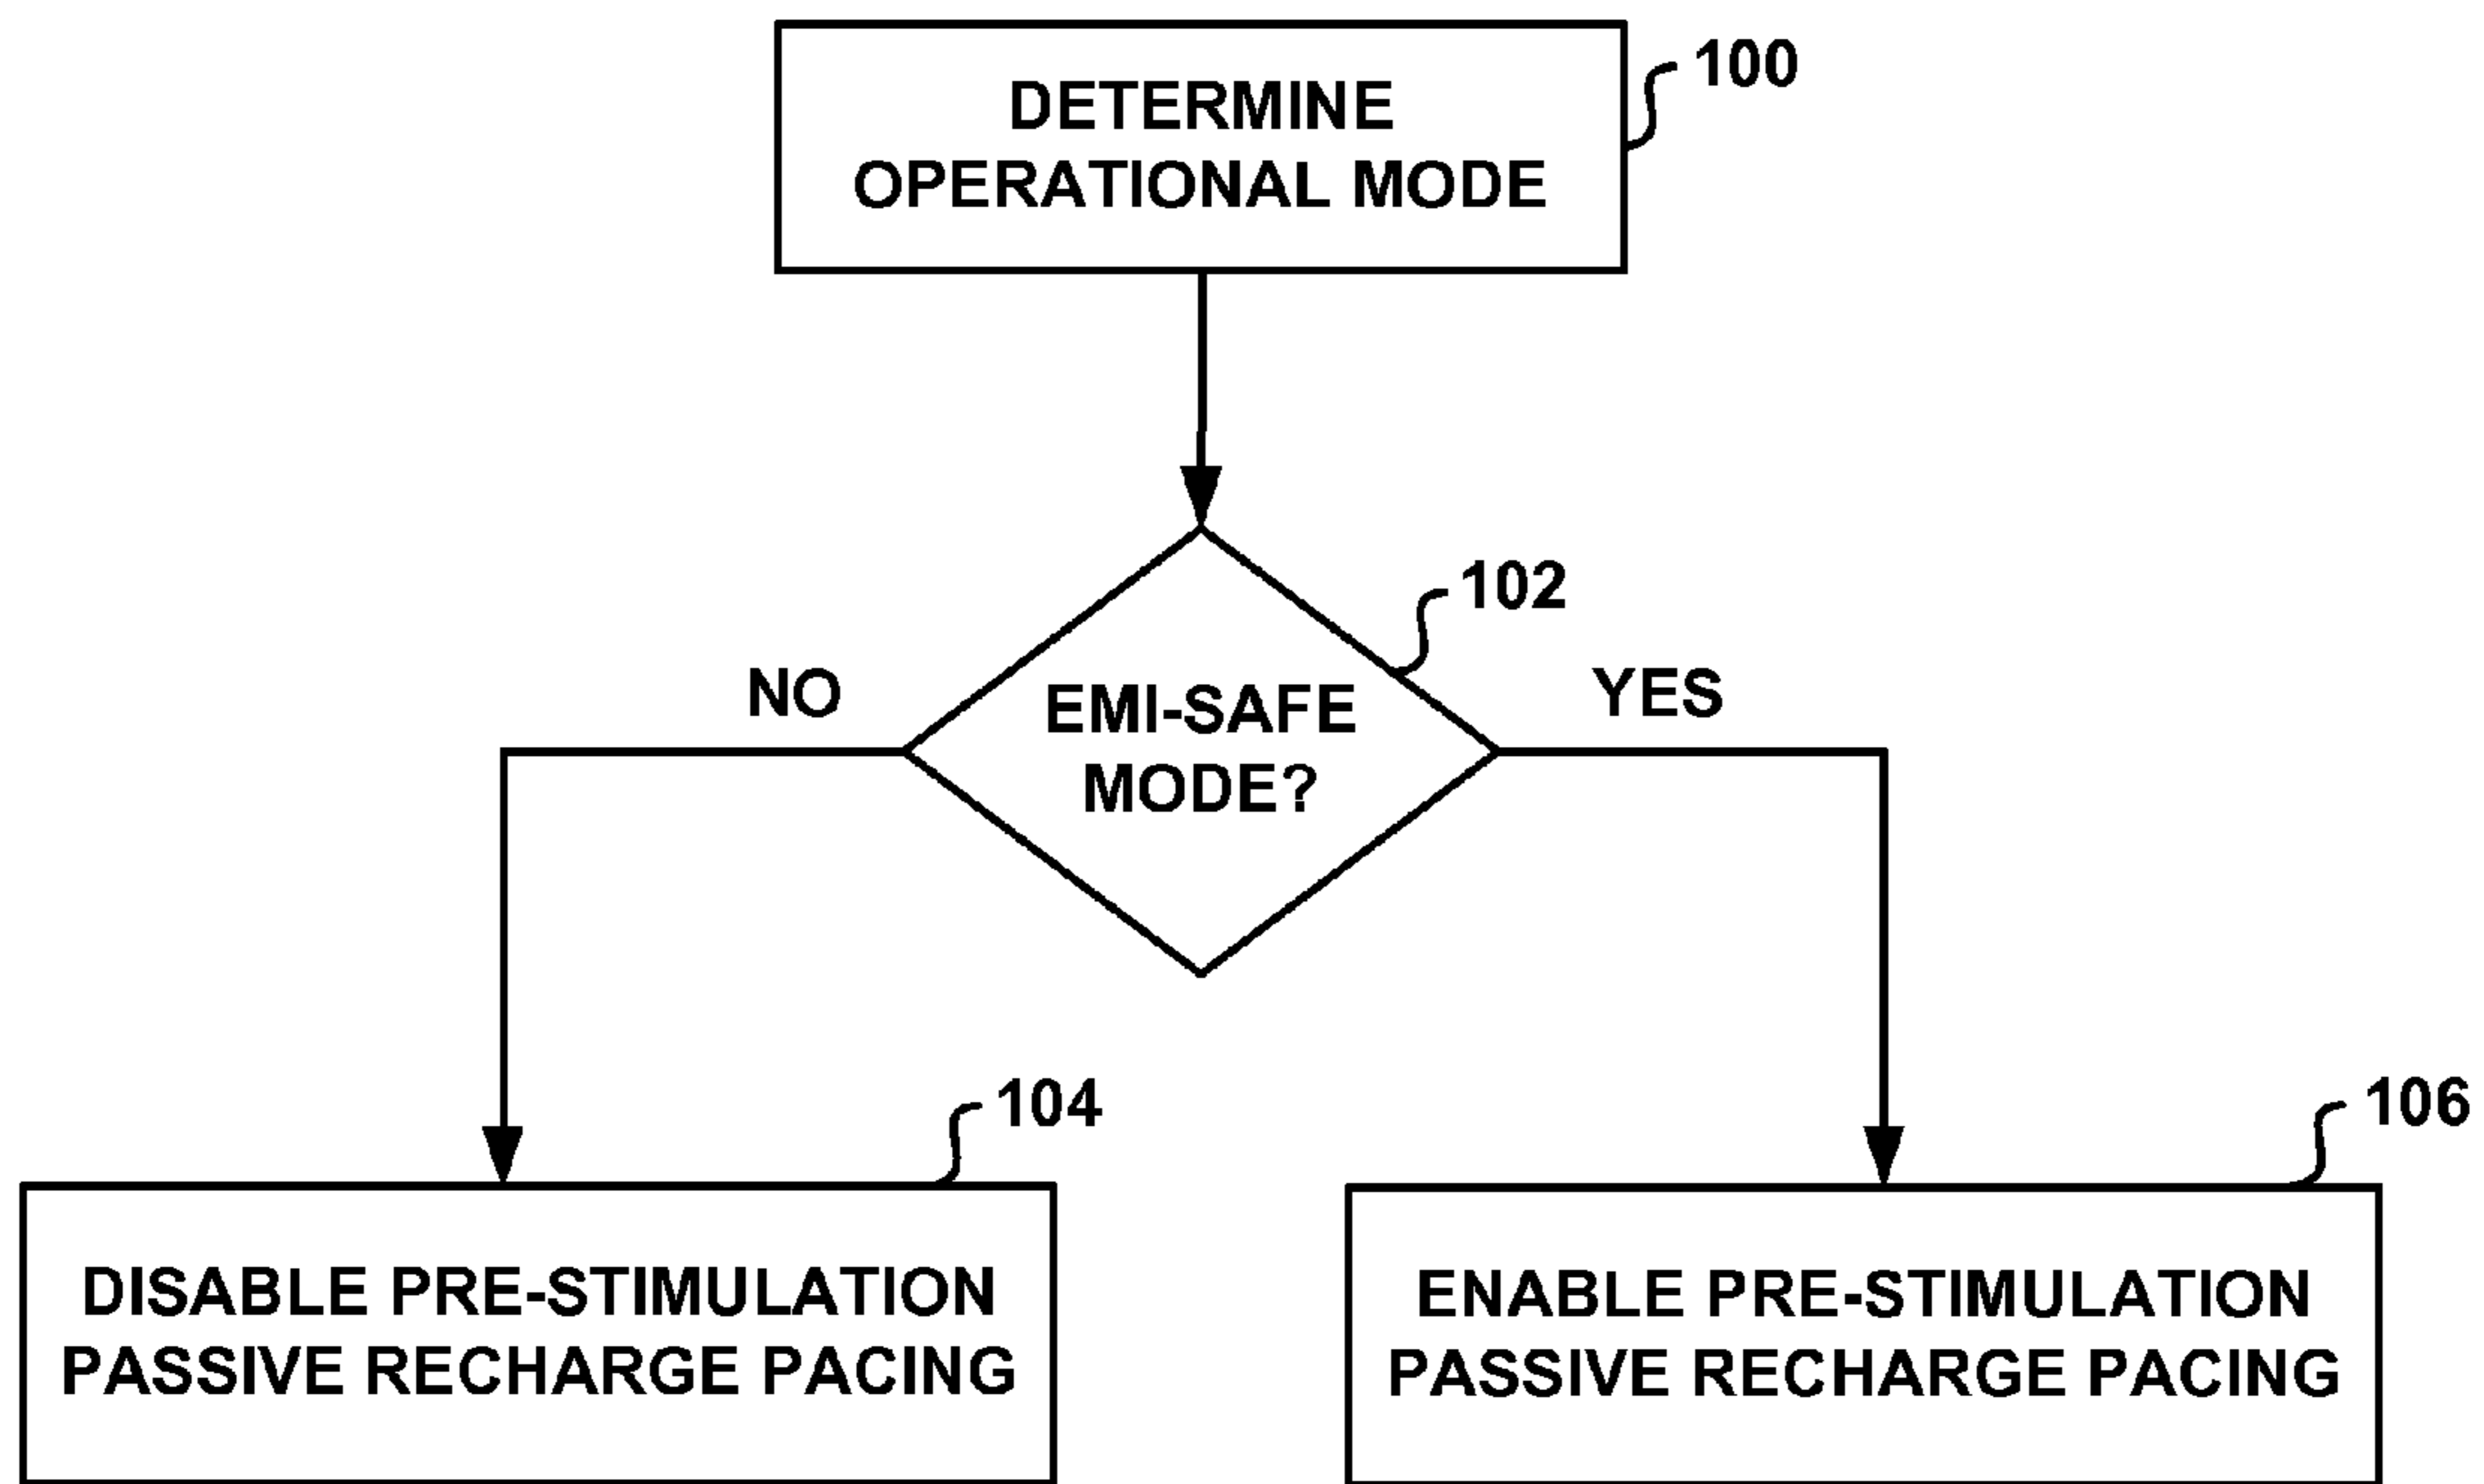 DETERMINE
OPERATIONAL MODE
100
102
NO
EMI-SAFE
MODE?
YES
104
106
DISABLE PRE-STIMULATION
PASSIVE RECHARGE PACING
ENABLE PRE-STIMULATION
PASSIVE RECHARGE PACING